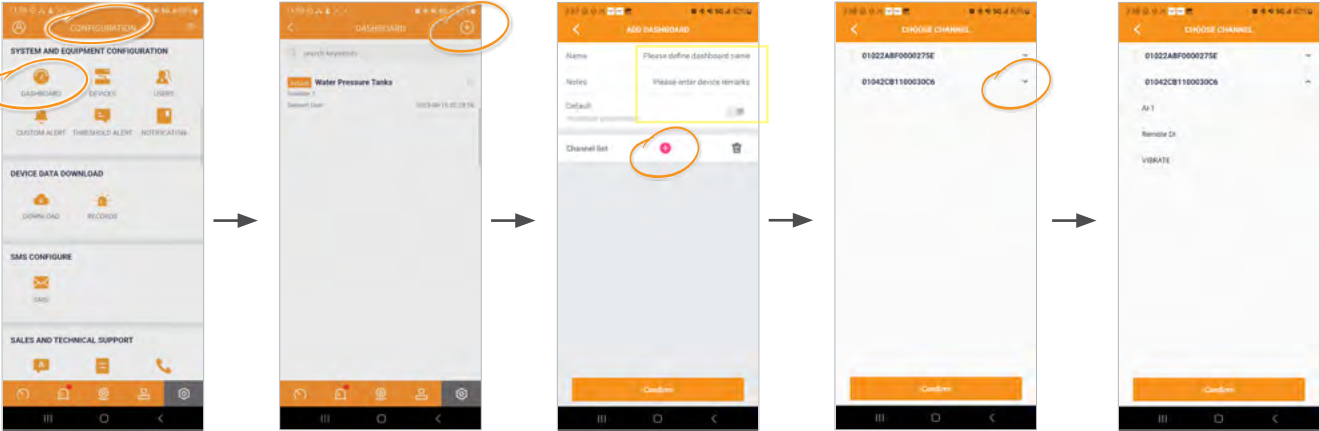 CONFIGURATION
SYSTEM AND EQUIPMENT CONFIGURATION
DASHBOARD DEVICES USERS
CUSTOM ALERT THRESHOLD ALERT NOTIFICATION
DEVICE DATA DOWNLOAD
DOWNLOAD RECORDS
SMS CONFIGURE
SMS
SALES AND TECHNICAL SUPPORT
DASHBOARD
search keywords
Default Water Pressure Tanks
ADD DASHBOARD
Name Please define dashboard name
Notes Please enter device remarks
Default
Channel list
Confirm
CHOOSE CHANNEL
01022ABF0000275E
01042CB1100030C6
Confirm
CHOOSE CHANNEL
01022ABF0000275E
01042CB1100030C6
AI-1
Remote DI
VIBRATE
Confirm